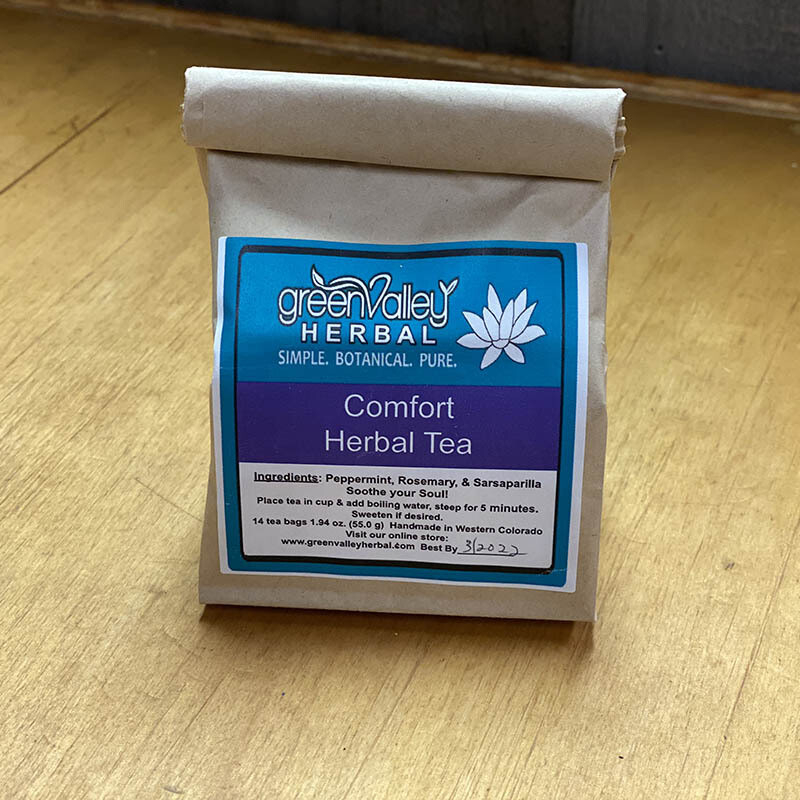 greenValley
HERBAL
SIMPLE. BOTANICAL. PURE.
Comfort
Herbal Tea
Ingredients: Peppermint, Rosemary, & Sarsaparilla
Soothe your Soul!
Place tea in cup & add boiling water, steep for 5 minutes.
Sweeten if desired.
14 tea bags 1.94 oz. (55.0 g) Handmade in Western Colorado
Visit our online store:
www.greenvalleyherbal.com Best By 3/2022